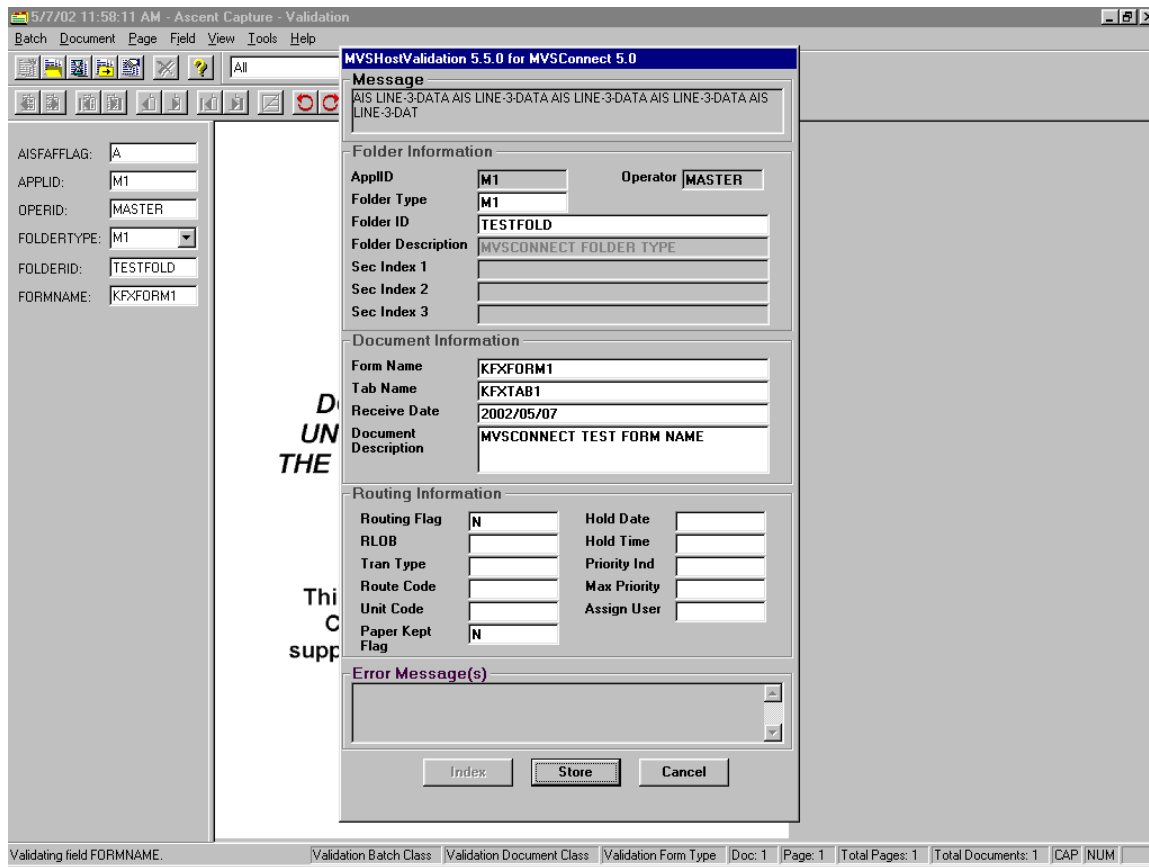 5/7/02 11:58:11 AM - Ascent Capture - Validation
Batch Document Page Field View Tools Help
All
AISFAFFLAG: A
APPLID: M1
OPERID: MASTER
FOLDERTYPE: M1
FOLDERID: TESTFOLD
FORMNAME: KFXFORM1
UN
THE
Thi
C
supp
MVSHostValidation 5.5.0 for MVSConnect 5.0
Message
AIS LINE-3-DATA AIS LINE-3-DATA AIS LINE-3-DATA AIS LINE-3-DATA AIS
LINE-3-DAT
Folder Information
ApplID M1 Operator MASTER
Folder Type M1
Folder ID TESTFOLD
Folder Description MVSCONNECT FOLDER TYPE
Sec Index 1
Sec Index 2
Sec Index 3
Document Information
Form Name KFXFORM1
Tab Name KFXTAB1
Receive Date 2002/05/07
Document MVSCONNECT TEST FORM NAME
Description
Routing Information
Routing Flag N Hold Date
RLOB Hold Time
Tran Type Priority Ind
Route Code Max Priority
Unit Code Assign User
Paper Kept N
Flag
Error Message(s)
Index Store Cancel
Validating field FORMNAME. Validation Batch Class Validation Document Class Validation Form Type Doc: 1 Page: 1 Total Pages: 1 Total Documents: 1 CAP NUM